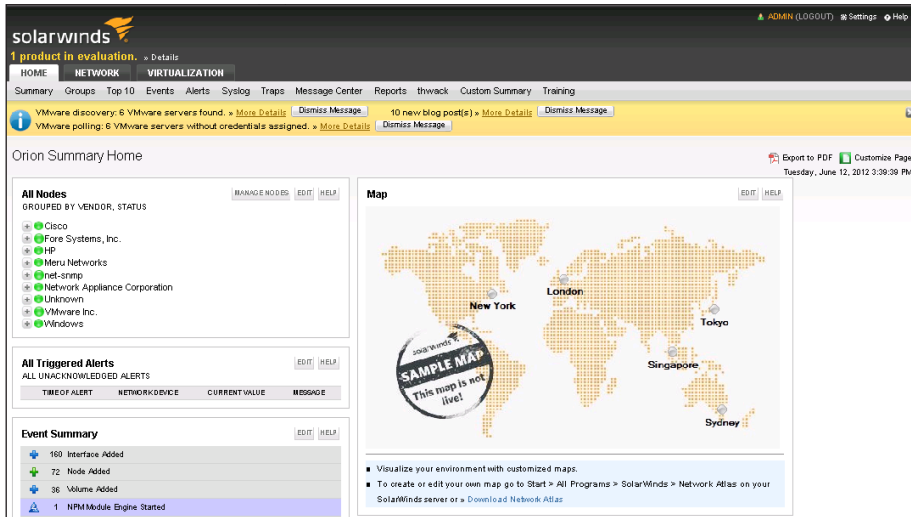 ADMIN (LOGOUT) Settings Help
solarwinds
1 product in evaluation. » Details
HOME NETWORK VIRTUALIZATION
Summary Groups Top 10 Events Alerts Syslog Traps Message Center Reports thwack Custom Summary Training
VMware discovery: 6 VMware servers found. » More Details Dismiss Message 10 new blog post(s) » More Details Dismiss Message
VMware polling: 6 VMware servers without credentials assigned. » More Details Dismiss Message
Orion Summary Home
Export to PDF Customize Page
Tuesday, June 12, 2012 3:39:39 PM
All Nodes MANAGE NODES EDIT HELP
GROUPED BY VENDOR, STATUS
Cisco
Fore Systems, Inc.
HP
Meru Networks
net-snmp
Network Appliance Corporation
Unknown
VMware Inc.
Windows
All Triggered Alerts EDIT HELP
ALL UNACKNOWLEDGED ALERTS
TIME OF ALERT NETWORK DEVICE CURRENT VALUE MESSAGE
Event Summary EDIT HELP
160 Interface Added
72 Node Added
36 Volume Added
1 NPM Module Engine Started
Map EDIT HELP
London
New York
Tokyo
Singapore
Sydney
solarwinds
SAMPLE MAP
This map is not
live!
Visualize your environment with customized maps.
To create or edit your own map go to Start > All Programs > SolarWinds > Network Atlas on your
SolarWinds server or » Download Network Atlas